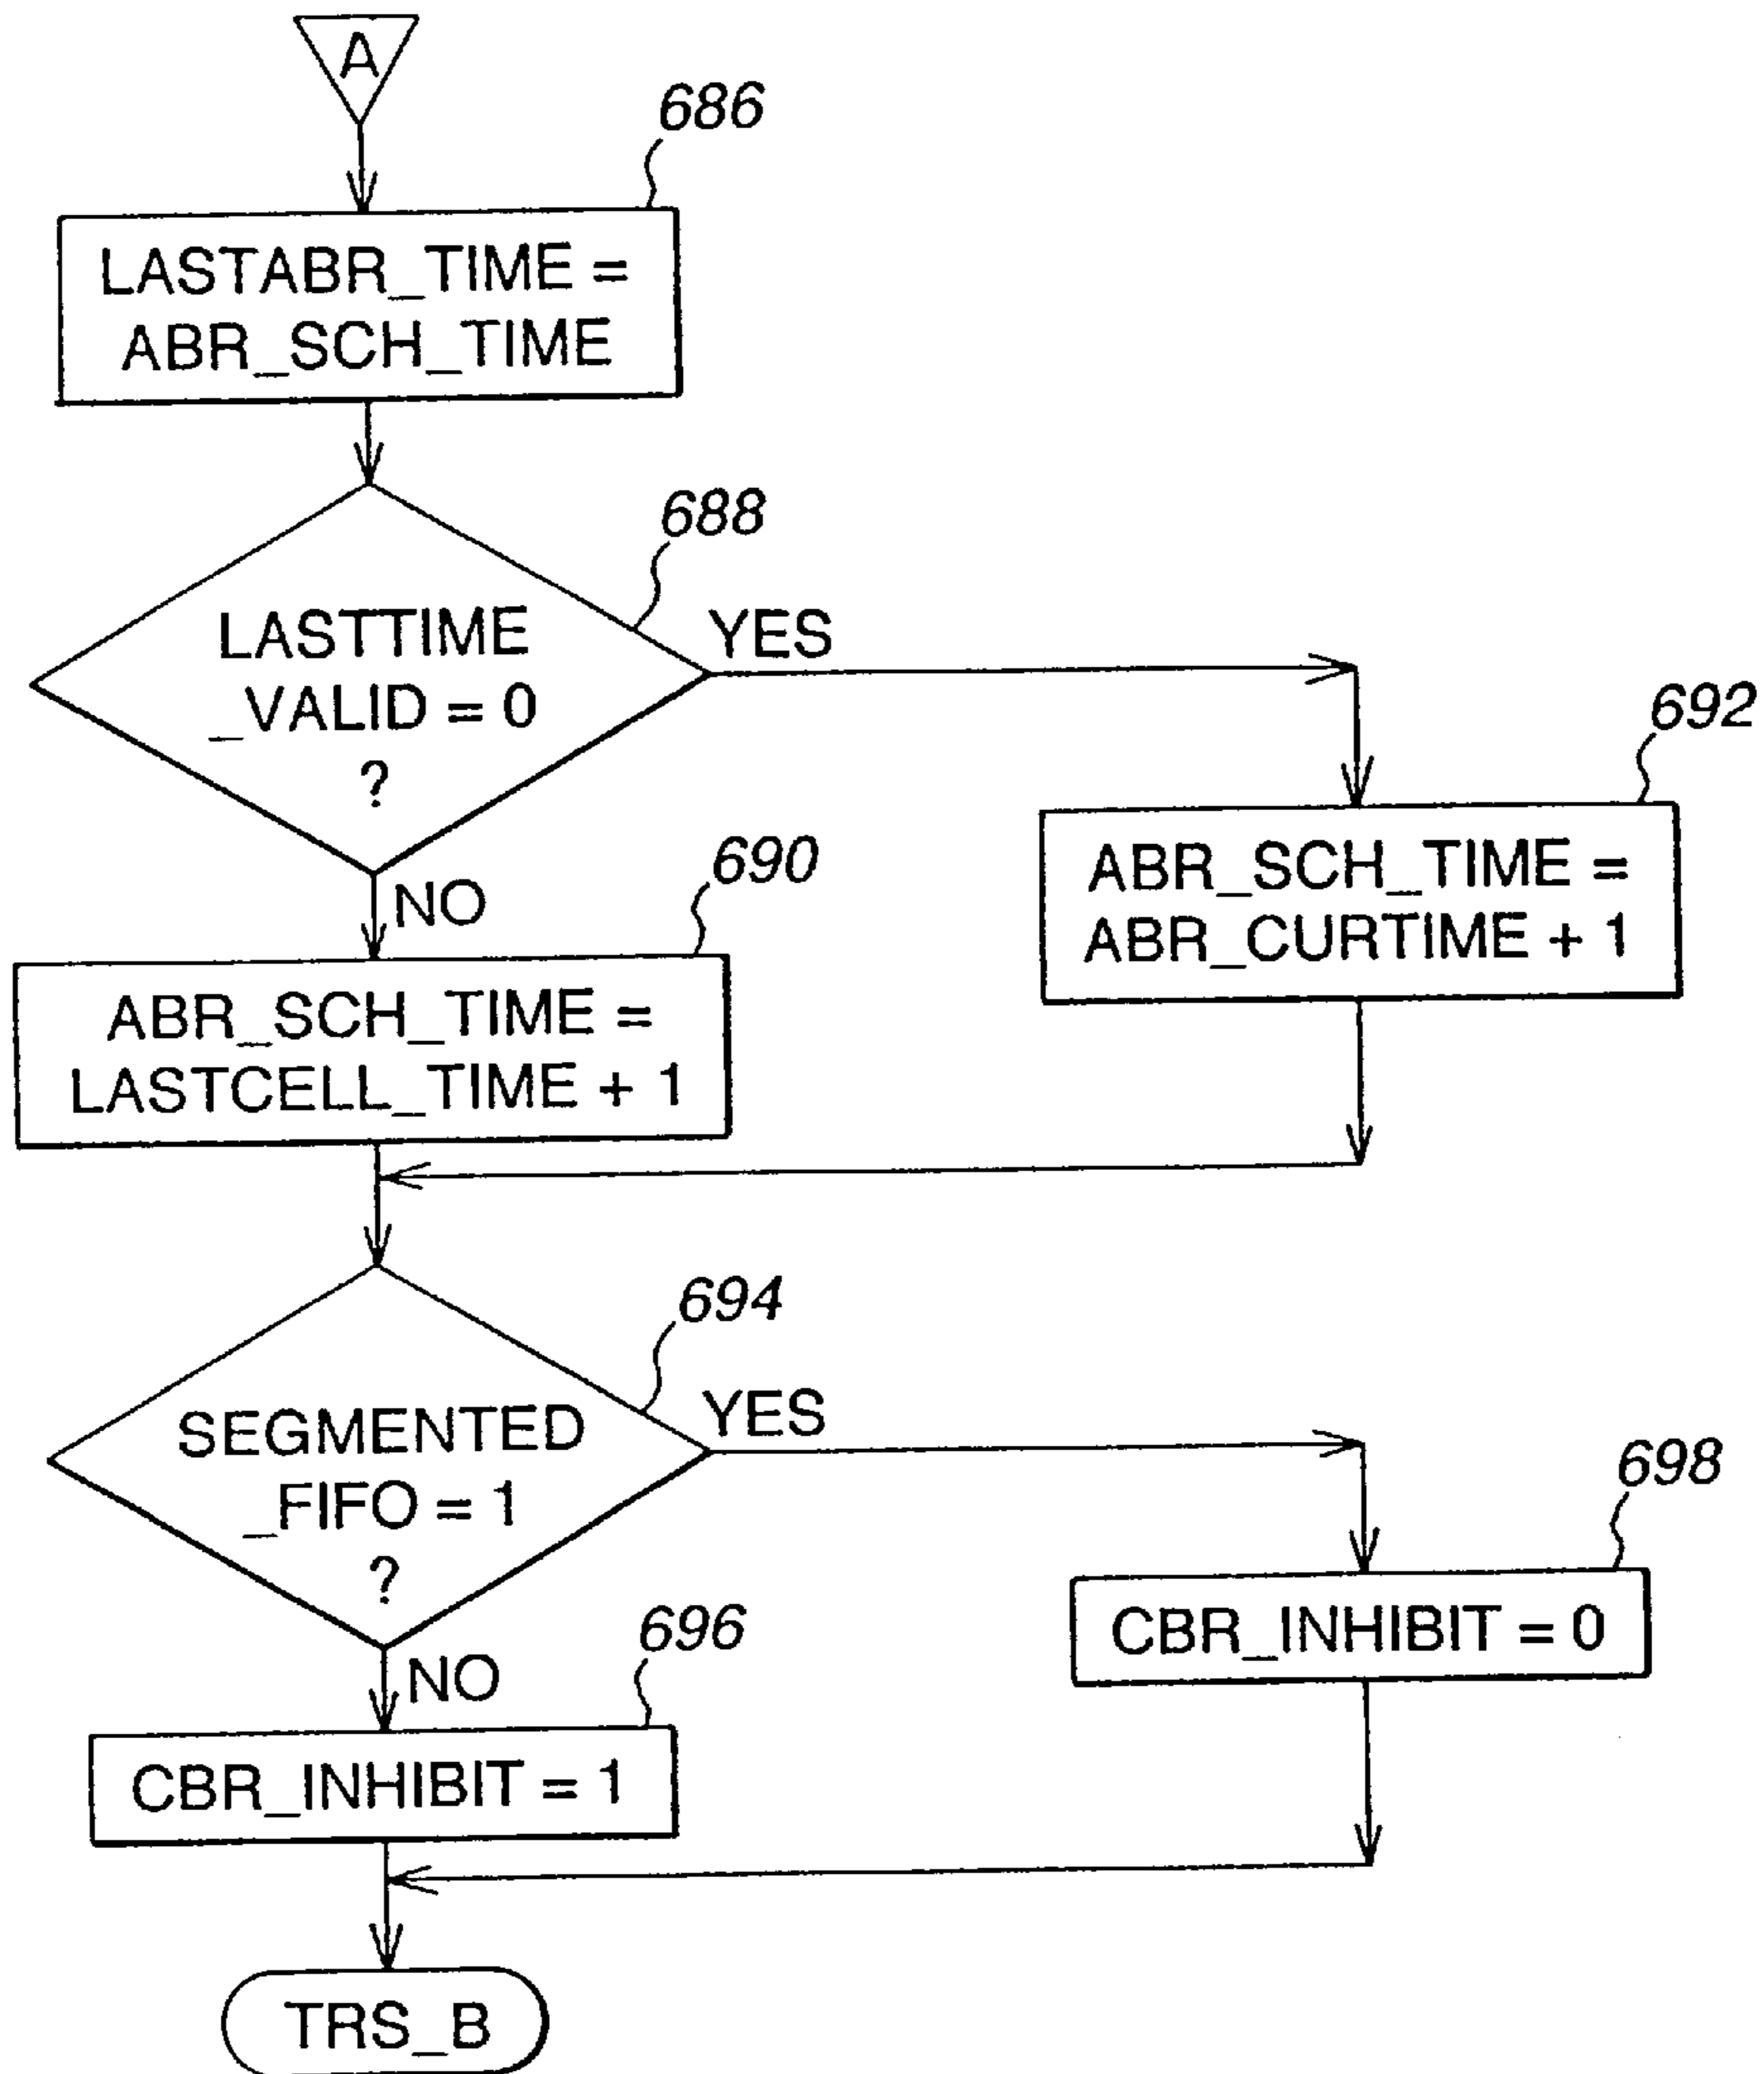 A
686
LASTABR_TIME =
ABR_SCH_TIME
688
LASTTIME
_VALID = 0
?
YES
692
ABR_SCH_TIME =
ABR_CURTIME + 1
NO
690
ABR_SCH_TIME =
LASTCELL_TIME + 1
694
SEGMENTED
_FIFO = 1
?
YES
698
CBR_INHIBIT = 0
NO
696
CBR_INHIBIT = 1
TRS_B